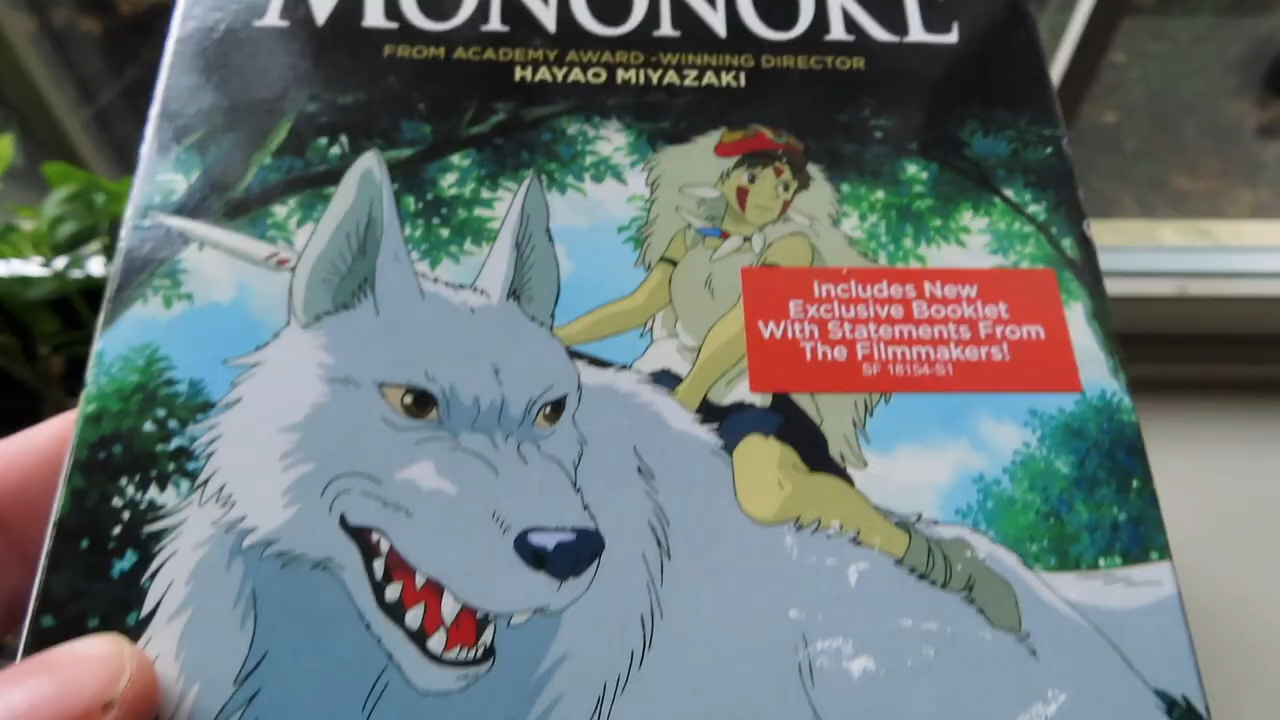 MONONOKE
FROM ACADEMY AWARD-WINNING DIRECTOR
HAYAO MIYAZAKI
Includes New
Exclusive Booklet
With Statements From
The Filmmakers!
SF 18154-S1